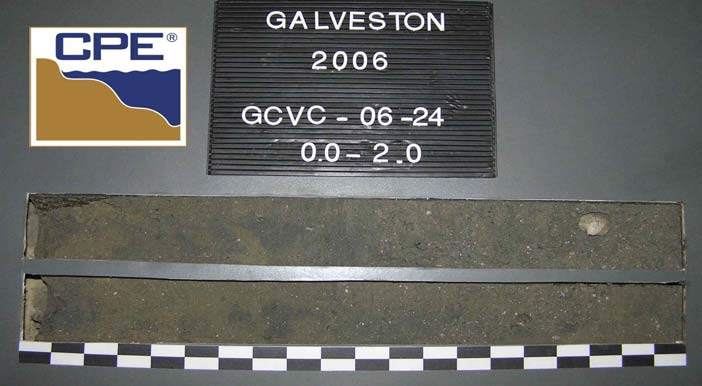 CPE®
GALVESTON
2006
GCVC - 06 -24
0.0 - 2.0